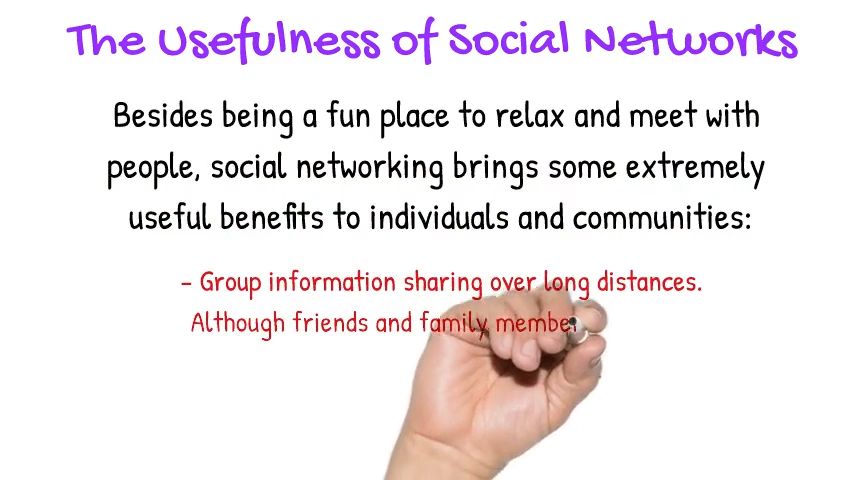 The Usefulness of Social Networks
Besides being a fun place to relax and meet with
people, social networking brings some extremely
useful benefits to individuals and communities:
- Group information sharing over long distances.
Although friends and family membe